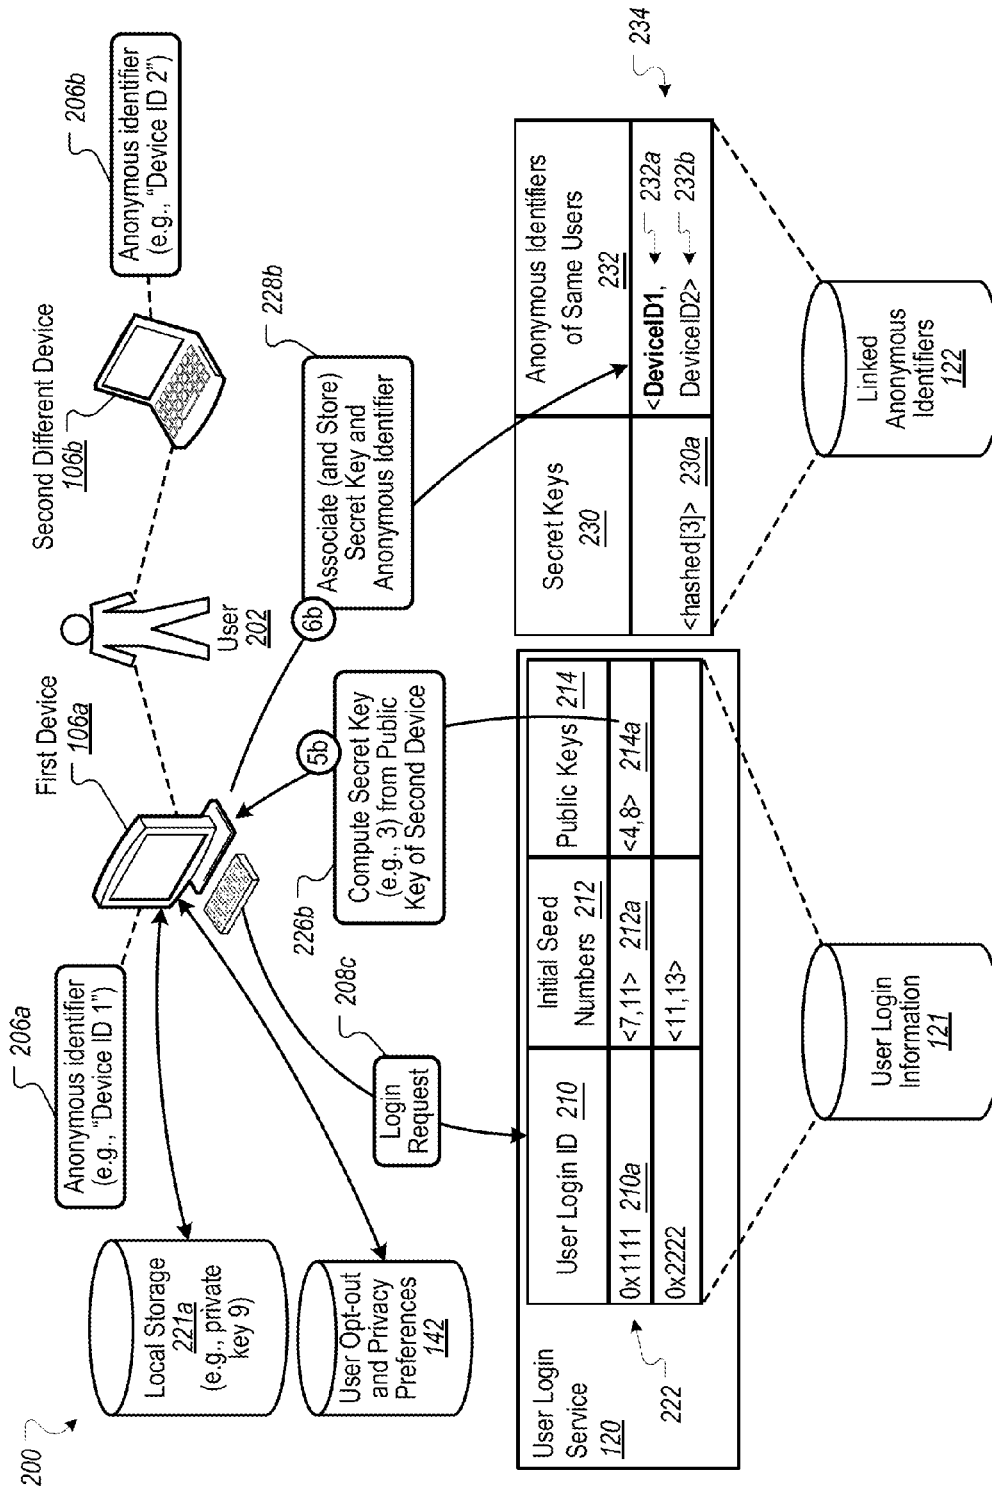 200
Local Storage
221a
(e.g., private
key 9)
User Opt-out
and Privacy
Preferences
142
206a
Anonymous identifier
(e.g., “Device ID 1”)
First Device
106a
User
202
Second Different Device
106b
206b
Anonymous identifier
(e.g., “Device ID 2”)
208c
Login
Request
226b
5b
Compute Secret Key
(e.g., 3) from Public
Key of Second Device
6b
228b
Associate (and Store)
Secret Key and
Anonymous Identifier
User Login
Service
120
222
User Login ID 210
Initial Seed
Numbers 212
Public Keys 214
0x1111 210a
<7,11> 212a
<4,8> 214a
0x2222
<11,13>
User Login
Information
121
234
Secret Keys
230
Anonymous Identifiers
of Same Users
232
<hashed[3]> 230a
<DeviceID1, 232a
DeviceID2> 232b
Linked
Anonymous
Identifiers
122